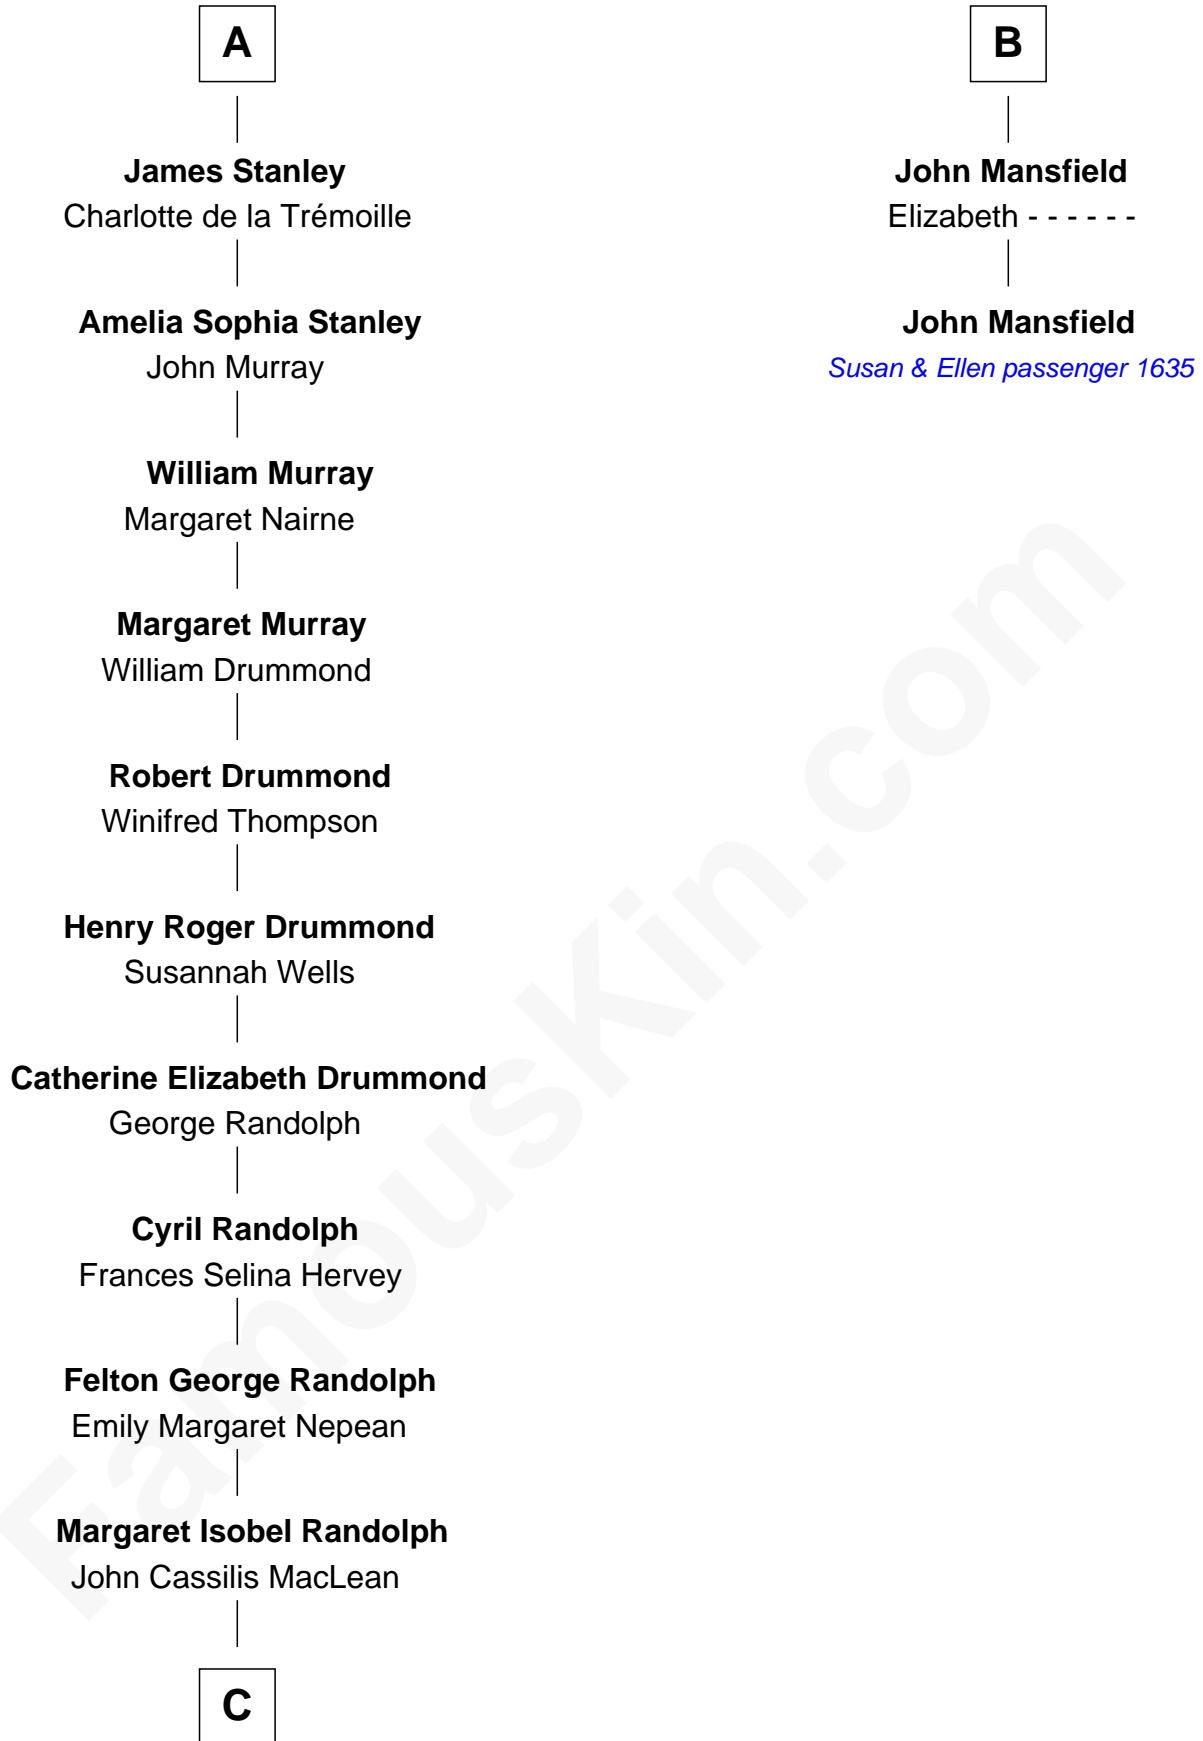 A
James Stanley
Charlotte de la Trémoille
Amelia Sophia Stanley
John Murray
William Murray
Margaret Nairne
Margaret Murray
William Drummond
Robert Drummond
Winifred Thompson
Henry Roger Drummond
Susannah Wells
Catherine Elizabeth Drummond
George Randolph
Cyril Randolph
Frances Selina Hervey
Felton George Randolph
Emily Margaret Nepean
Margaret Isobel Randolph
John Cassilis MacLean
C
B
John Mansfield
Elizabeth - - - - - -
John Mansfield
Susan & Ellen passenger 1635
FamousKin.com